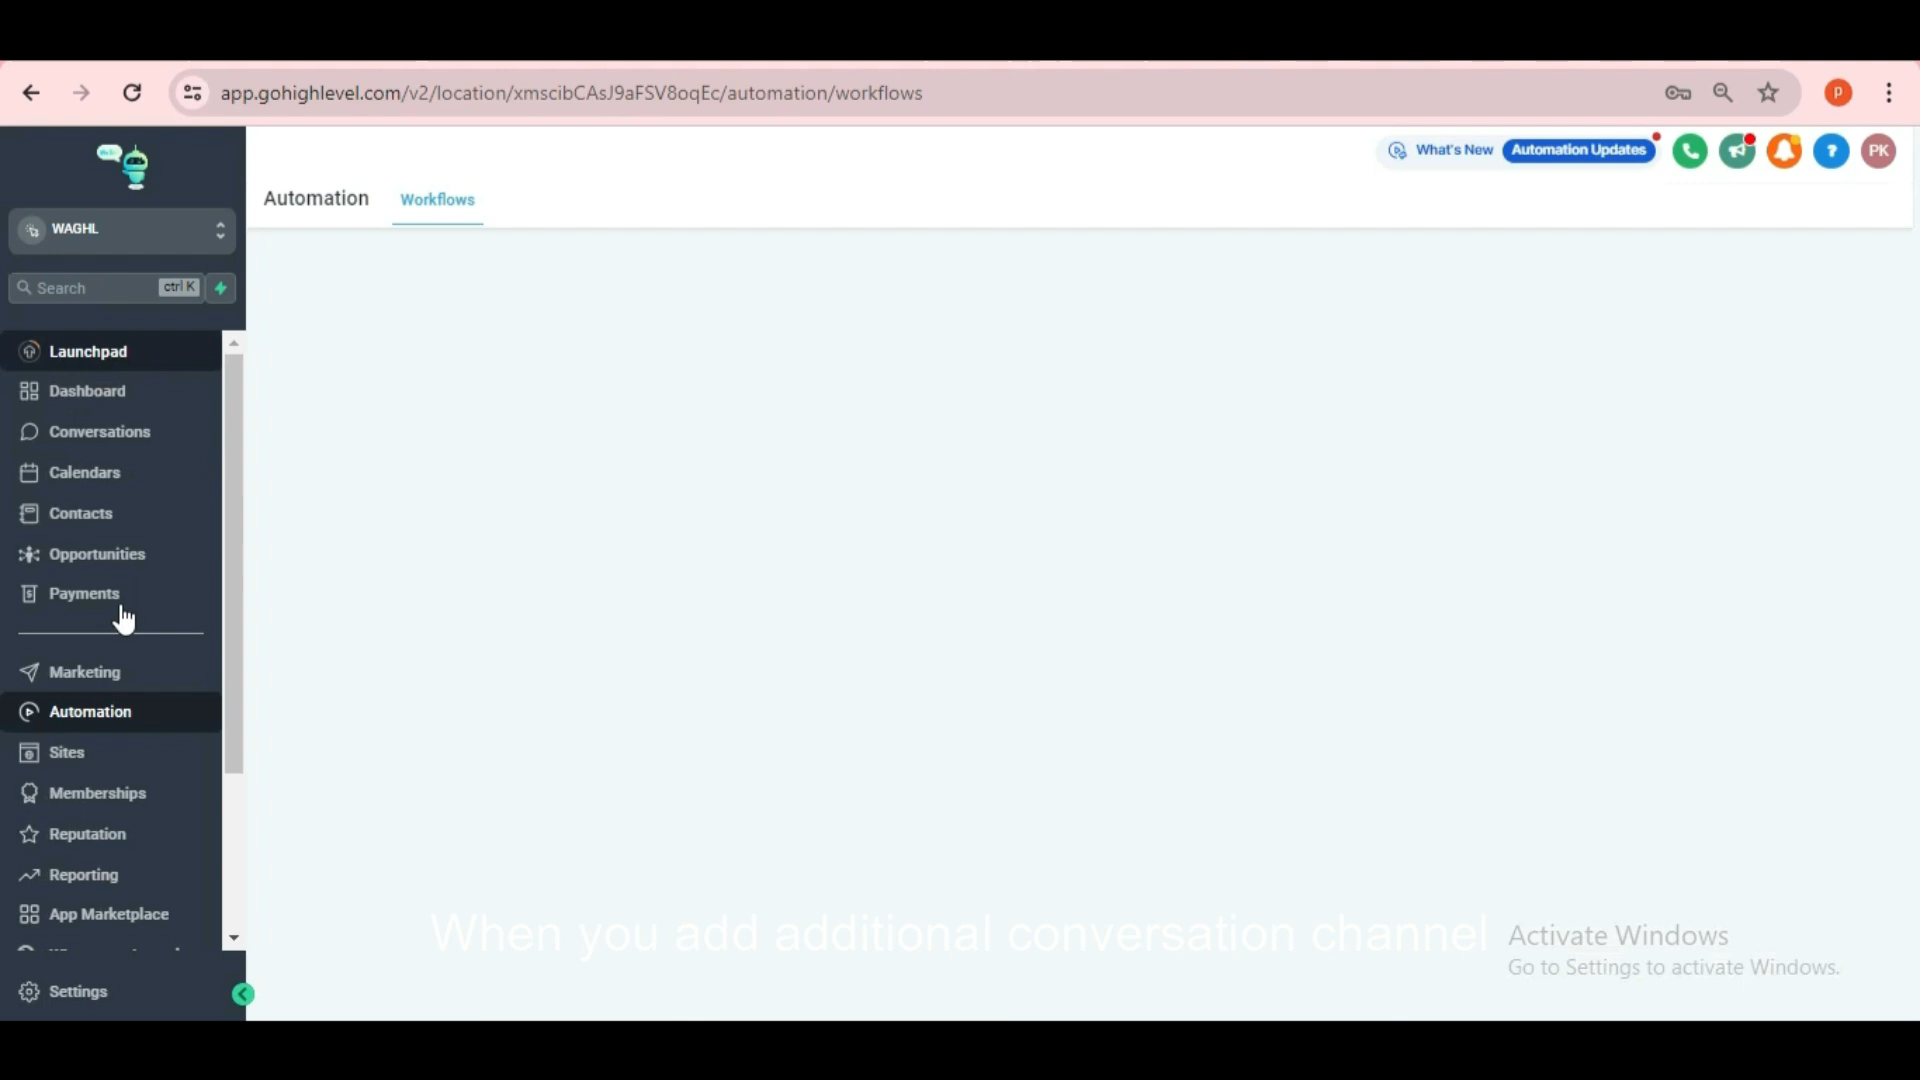 app.gohighlevel.com/v2/location/xmscibCAsJ9aFSV8oqEc/automation/workflows
P
What's New
Automation Updates
?
PK
Automation
Workflows
WAGHL
Search
ctrl K
Launchpad
Dashboard
Conversations
Calendars
Contacts
Opportunities
Payments
Marketing
Automation
Sites
Memberships
Reputation
Reporting
App Marketplace
Settings
When you add additional conversation channel
Activate Windows
Go to Settings to activate Windows.